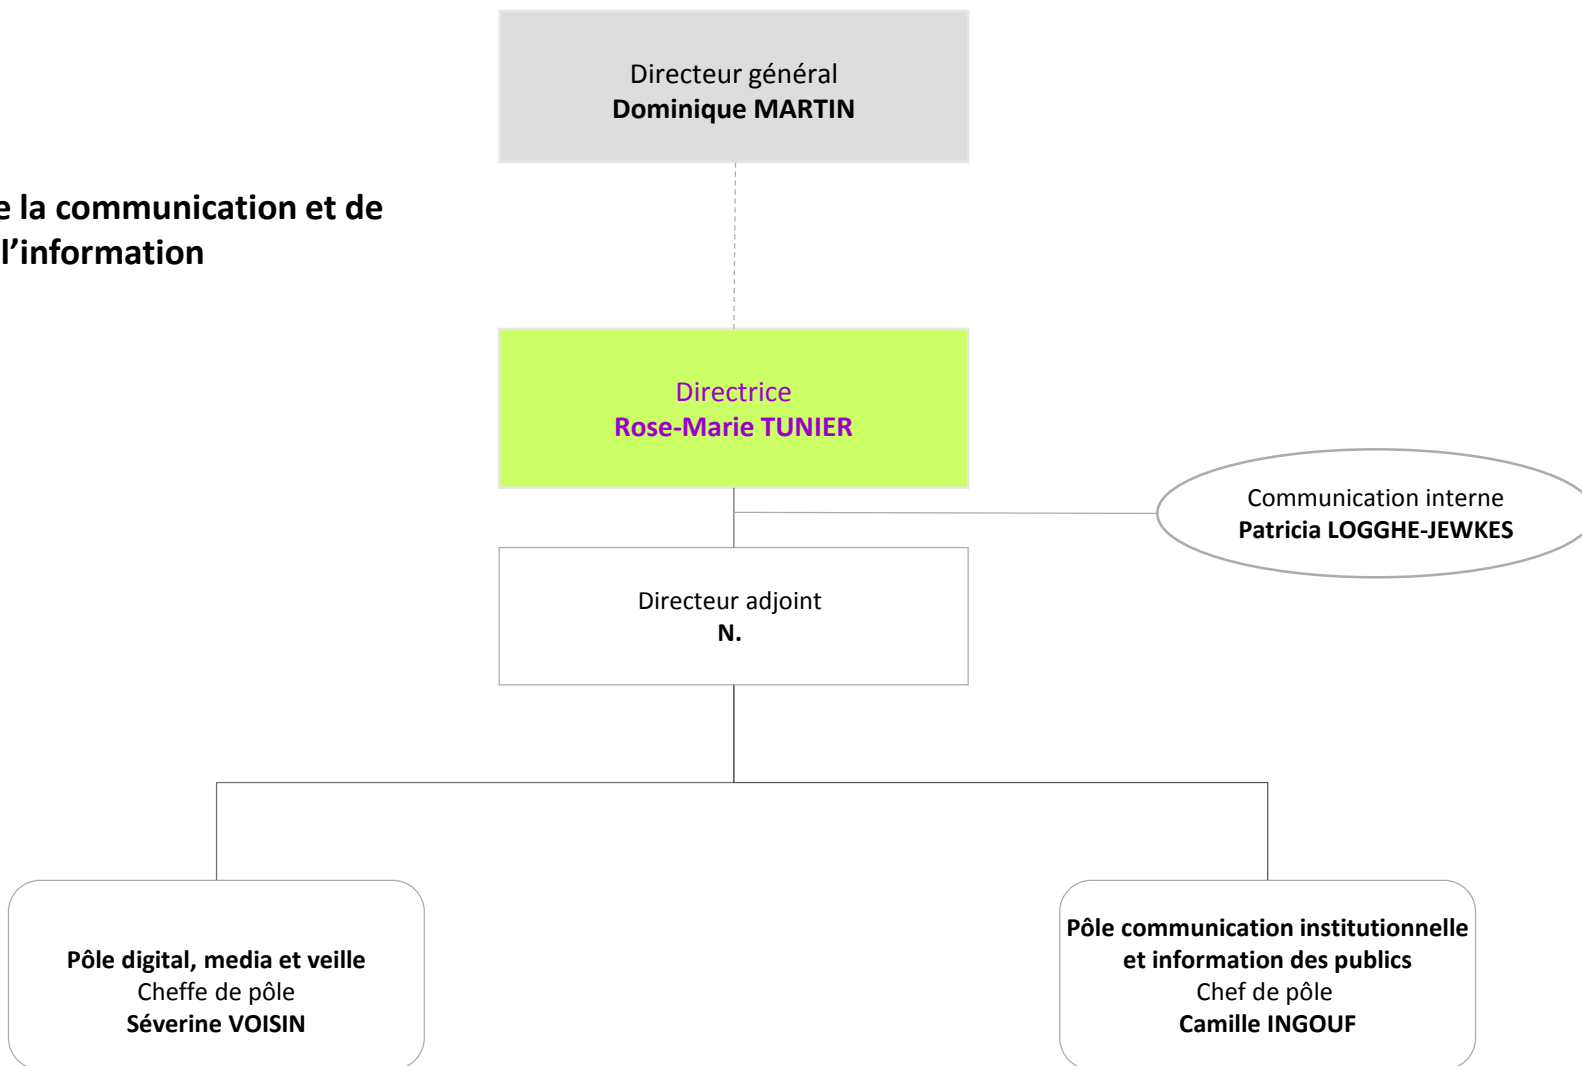 Directeur général
Dominique MARTIN
e la communication et de
l’information
Directrice
Rose-Marie TUNIER
Communication interne
Patricia LOGGHE-JEWKES
Directeur adjoint
N.
Pôle digital, media et veille
Cheffe de pôle
Séverine VOISIN
Pôle communication institutionnelle
et information des publics
Chef de pôle
Camille INGOUF